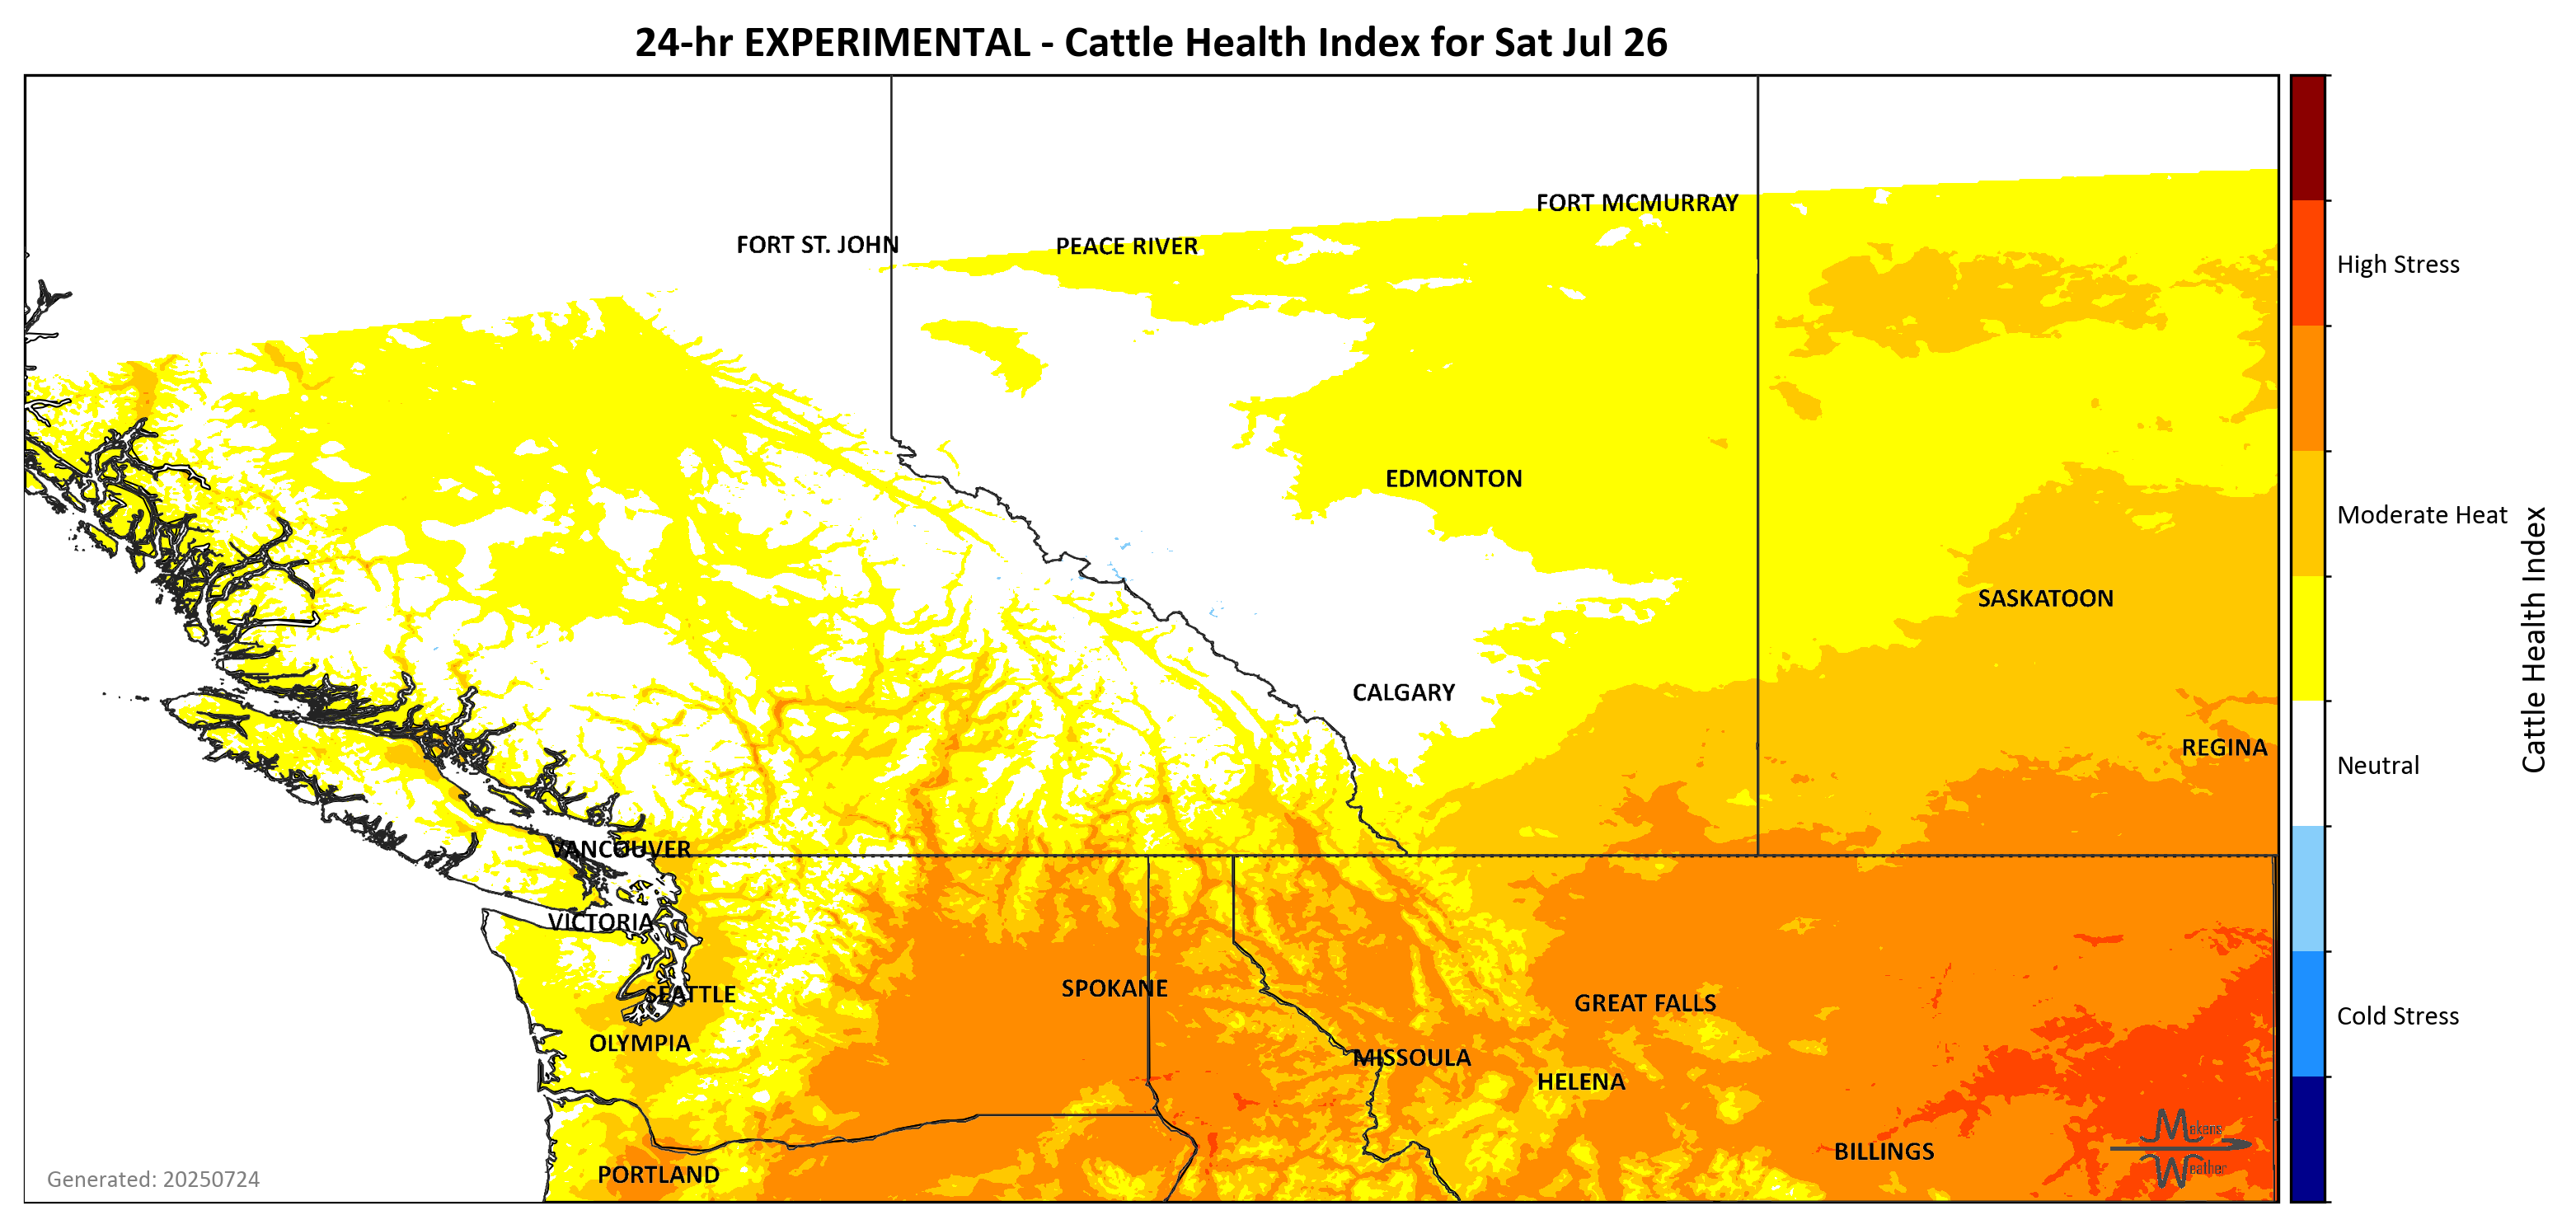 24-hr EXPERIMENTAL - Cattle Health Index for Sat Jul 26
FORT MCMURRAY
FORT ST. JOHN
PEACE RIVER
High Stress
EDMONTON
Moderate Heat
SASKATOON
CALGARY
REGINA
Neutral
Cattle Health Index
VANCOUVER
VICTORIA
SEATTLE
SPOKANE
GREAT FALLS
Cold Stress
OLYMPIA
MISSOULA
HELENA
Makens
Weather
BILLINGS
PORTLAND
Generated: 20250724